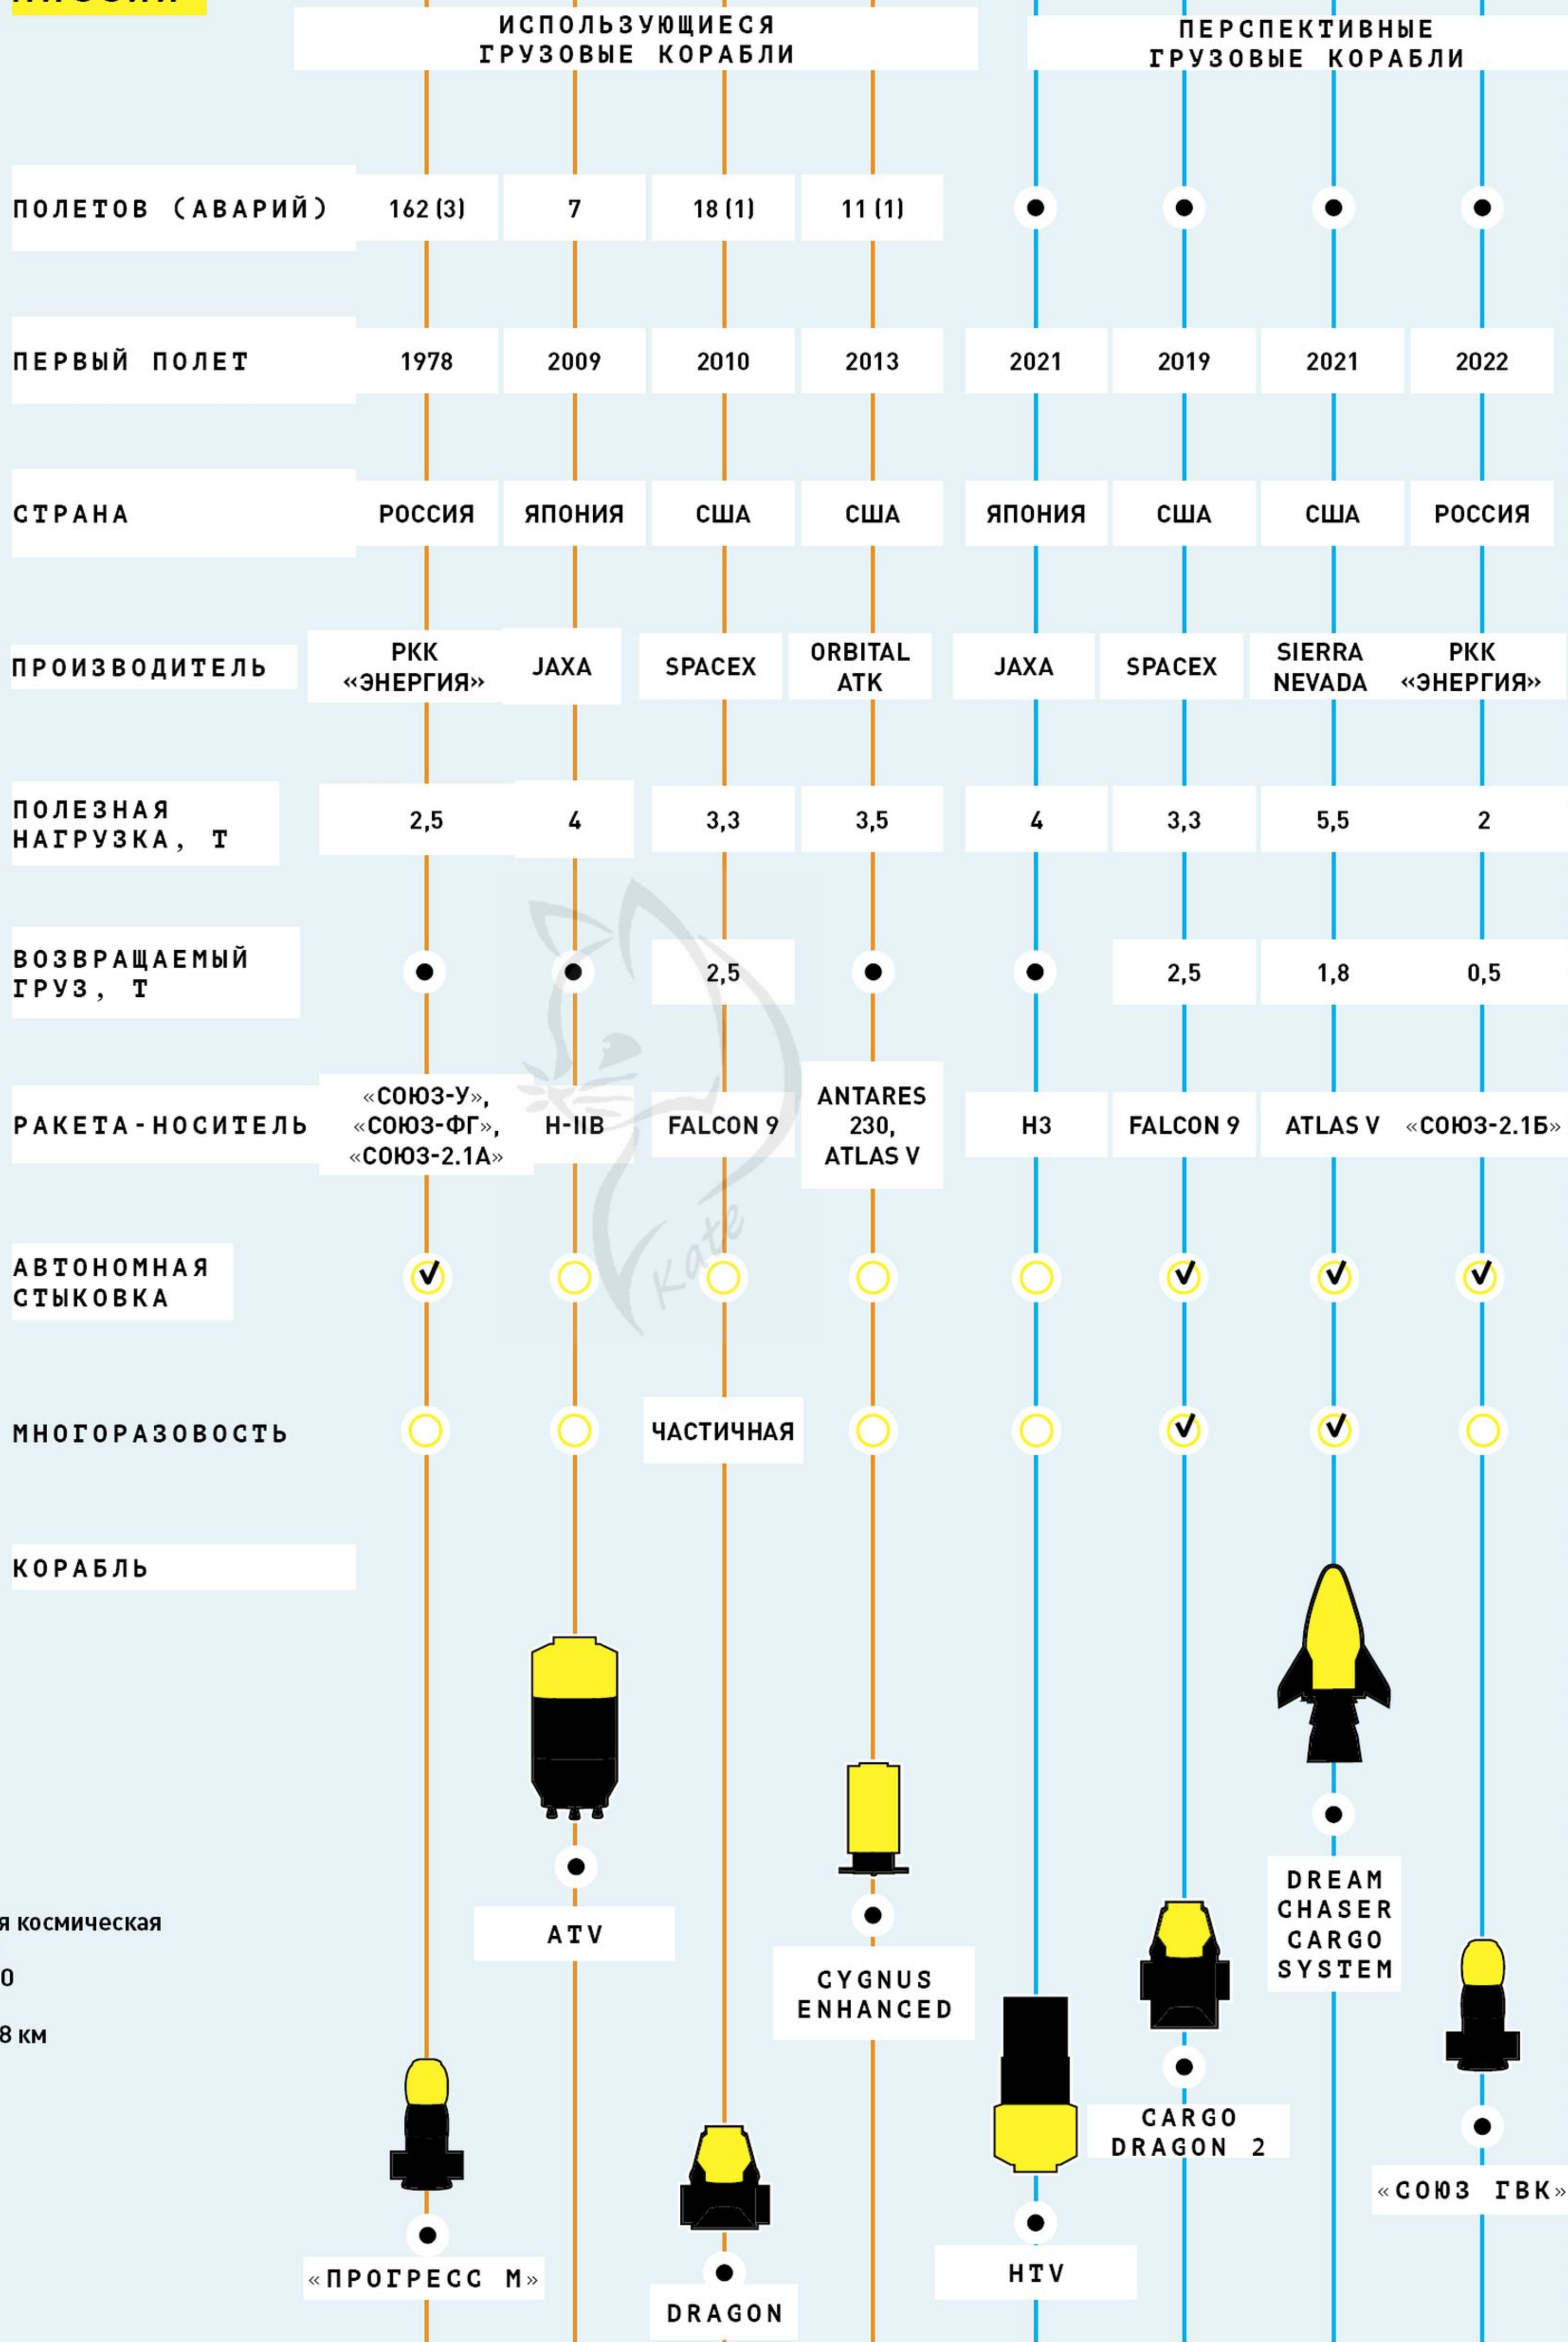 ИСПОЛЬЗУЮЩИЕСЯ
ГРУЗОВЫЕ КОРАБЛИ
ПЕРСПЕКТИВНЫЕ
ГРУЗОВЫЕ КОРАБЛИ
ПОЛЕТОВ (АВАРИЙ) 162 (3) 7 18 (1) 11 (1)
ПЕРВЫЙ ПОЛЕТ 1978 2009 2010 2013 2021 2019 2021 2022
СТРАНА РОССИЯ ЯПОНИЯ США США ЯПОНИЯ США США РОССИЯ
ПРОИЗВОДИТЕЛЬ
РКК
«ЭНЕРГИЯ»
JAXA
SPACEX
ORBITAL
ATK
JAXA
SPACEX
SIERRA
NEVADA
РКК
«ЭНЕРГИЯ»
ПОЛЕЗНАЯ
НАГРУЗКА, Т
2,5 4 3,3 3,5 4 3,3 5,5 2
ВОЗВРАЩАЕМЫЙ
ГРУЗ, Т
2,5 2,5 1,8 0,5
РАКЕТА-НОСИТЕЛЬ
«СОЮЗ-У»,
«СОЮЗ-ФГ»,
«СОЮЗ-2.1А»
H-IIB
FALCON 9
ANTARES
230,
ATLAS V
H3
FALCON 9
ATLAS V
«СОЮЗ-2.1Б»
Kate
АВТОНОМНАЯ
СТЫКОВКА
МНОГОРАЗОВОСТЬ ЧАСТИЧНАЯ
КОРАБЛЬ
я космическая
0
8 км
«ПРОГРЕСС М»
ATV
DRAGON
CYGNUS
ENHANCED
HTV
CARGO
DRAGON 2
DREAM
CHASER
CARGO
SYSTEM
«СОЮЗ ГВК»